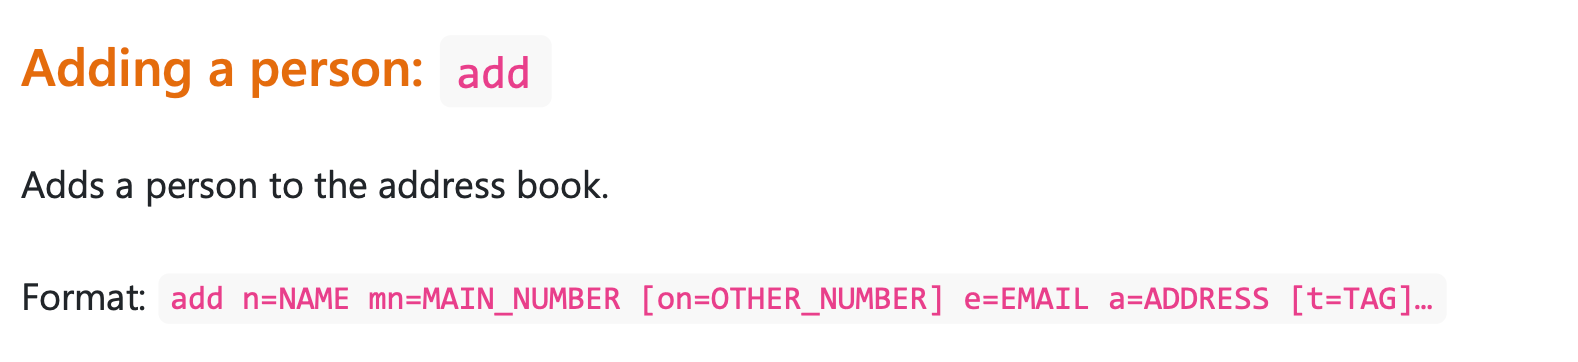 Adding a person: add
Adds a person to the address book.
Format: add n=NAME mn=MAIN_NUMBER [on=OTHER_NUMBER] e=EMAIL a=ADDRESS [t=TAG]…